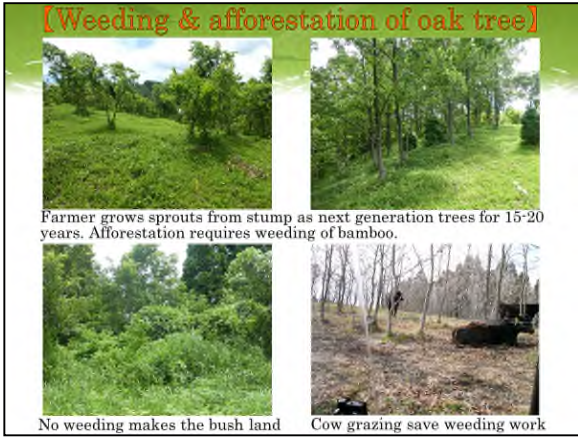 【Weeding & afforestation of oak tree】
Farmer grows sprouts from stump as next generation trees for 15-20
years. Afforestation requires weeding of bamboo.
No weeding makes the bush land
Cow grazing save weeding work